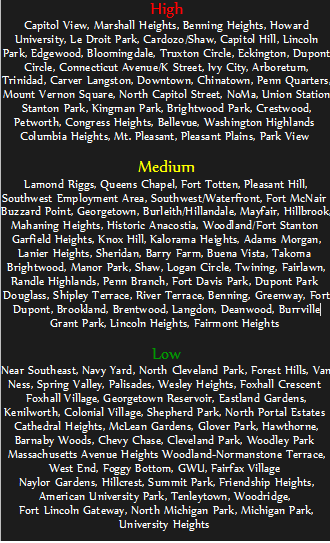 High
Capitol View, Marshall Heights, Benning Heights, Howard
University, Le Droit Park, Cardozo/Shaw, Capitol Hill, Lincoln
Park, Edgewood, Bloomingdale, Truxton Circle, Eckington, Dupont
Circle, Connecticut Avenue/K Street, Ivy City, Arboretum,
Trinidad, Carver Langston, Downtown, Chinatown, Penn Quarters,
Mount Vernon Square, North Capitol Street, NoMa, Union Station
Stanton Park, Kingman Park, Brightwood Park, Crestwood,
Petworth, Congress Heights, Bellevue, Washington Highlands
Columbia Heights, Mt. Pleasant, Pleasant Plains, Park View
Medium
Lamond Riggs, Queens Chapel, Fort Totten, Pleasant Hill,
Southwest Employment Area, Southwest/Waterfront, Fort McNair
Buzzard Point, Georgetown, Burleith/Hillandale, Mayfair, Hillbrook,
Mahaning Heights, Historic Anacostia, Woodland/Fort Stanton
Garfield Heights, Knox Hill, Kalorama Heights, Adams Morgan,
Lanier Heights, Sheridan, Barry Farm, Buena Vista, Takoma
Brightwood, Manor Park, Shaw, Logan Circle, Twining, Fairlawn,
Randle Highlands, Penn Branch, Fort Davis Park, Dupont Park
Douglass, Shipley Terrace, River Terrace, Benning, Greenway, Fort
Dupont, Brookland, Brentwood, Langdon, Deanwood, Burrville
Grant Park, Lincoln Heights, Fairmont Heights
Low
Near Southeast, Navy Yard, North Cleveland Park, Forest Hills, Van
Ness, Spring Valley, Palisades, Wesley Heights, Foxhall Crescent
Foxhall Village, Georgetown Reservoir, Eastland Gardens,
Kenilworth, Colonial Village, Shepherd Park, North Portal Estates
Cathedral Heights, McLean Gardens, Glover Park, Hawthorne,
Barnaby Woods, Chevy Chase, Cleveland Park, Woodley Park
Massachusetts Avenue Heights Woodland-Normanstone Terrace,
West End, Foggy Bottom, GWU, Fairfax Village
Naylor Gardens, Hillcrest, Summit Park, Friendship Heights,
American University Park, Tenleytown, Woodridge,
Fort Lincoln Gateway, North Michigan Park, Michigan Park,
University Heights